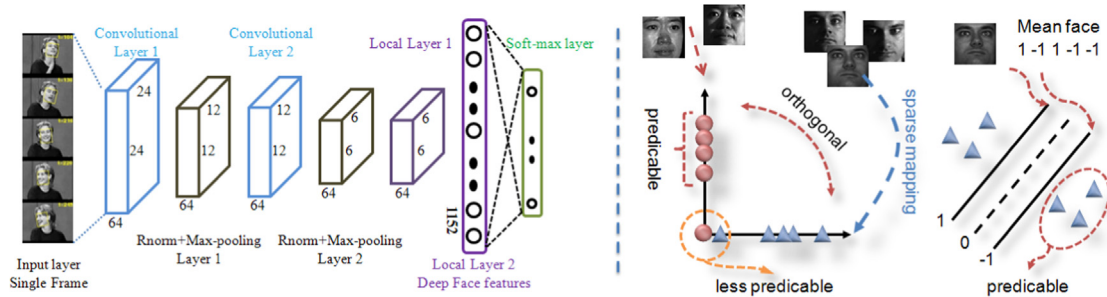 Convolutional
Layer 1
24
24
64
12
12
64
Rnorm+Max-pooling
Layer 1
Convolutional
Layer 2
12
12
64
6
6
64
Rnorm+Max-pooling
Layer 2
Local Layer 1
6
6
64
1152
Local Layer 2
Deep Face features
Soft-max layer
Input layer
Single Frame
predicable
orthogonal
sparse mapping
less predicable
Mean face
1 -1 1 -1 -1
1
0
-1
predicable